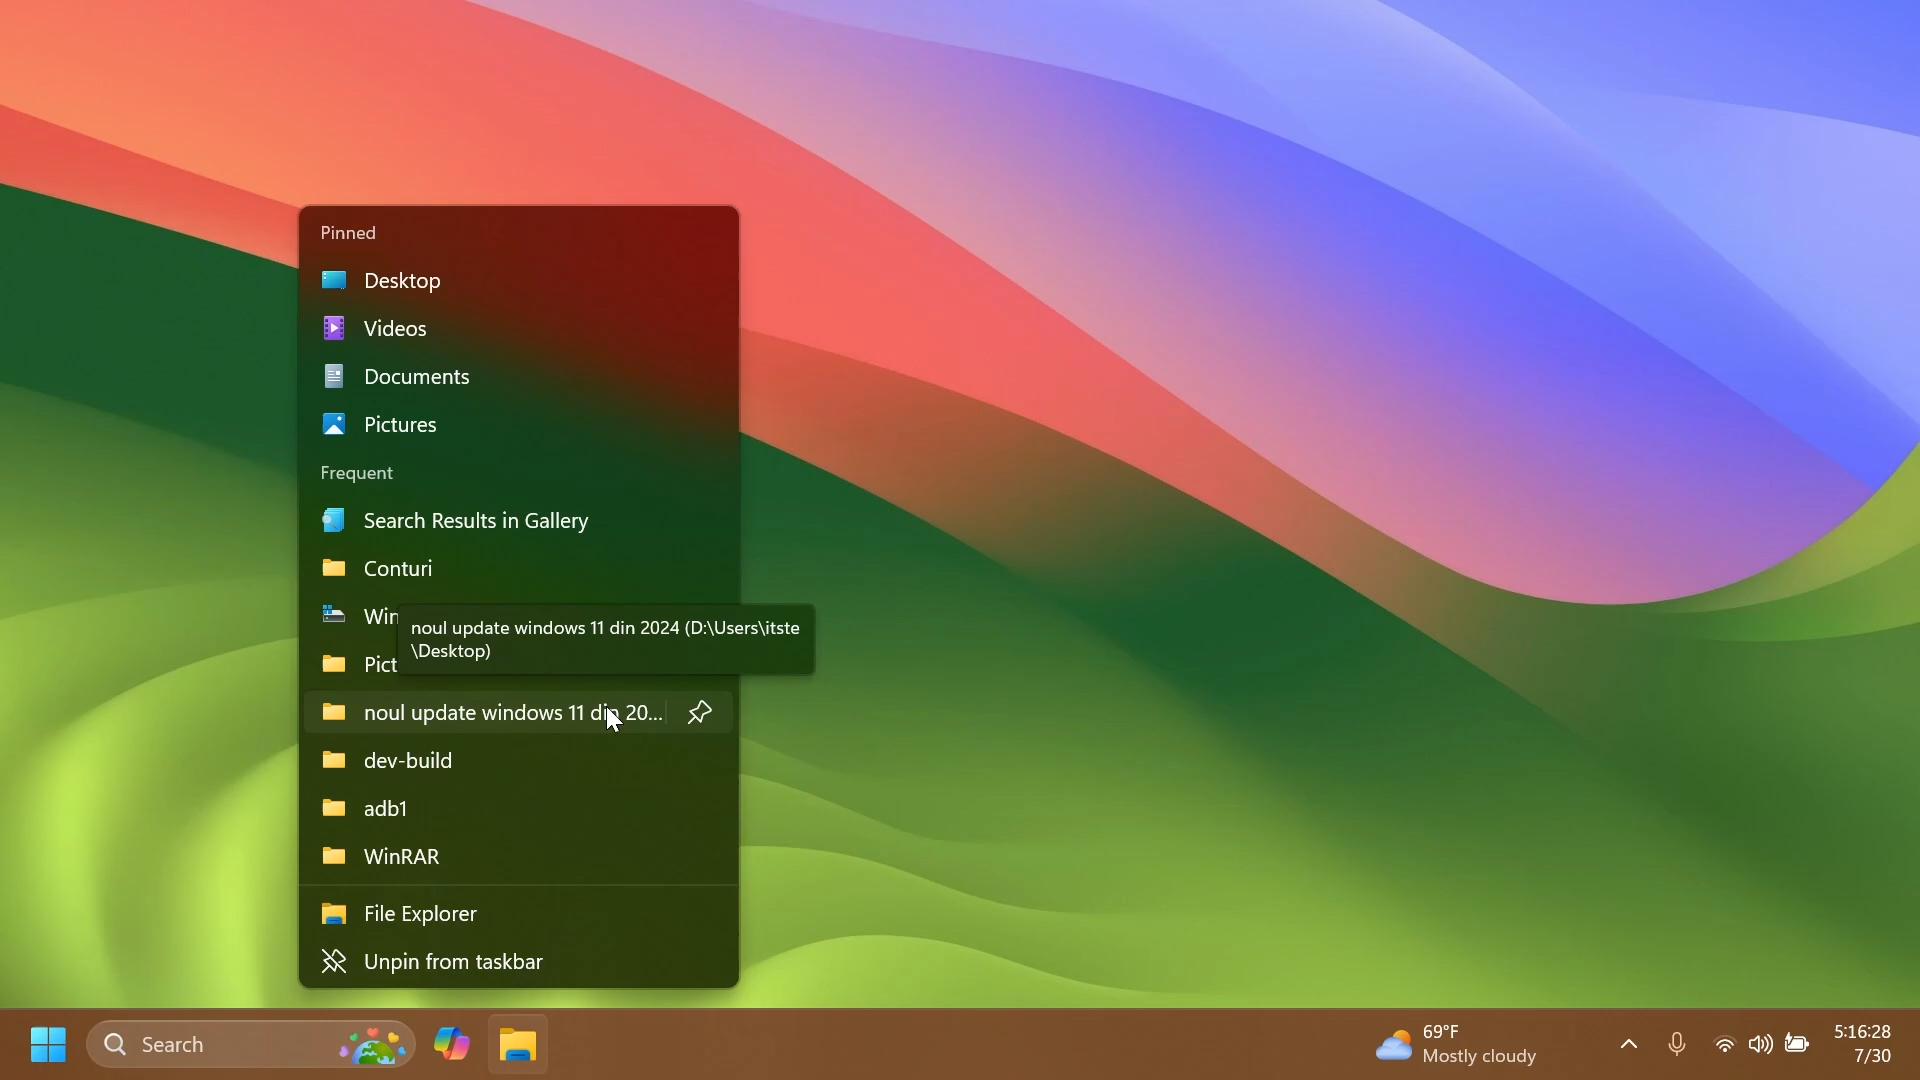 Pinned
Desktop
Videos
Documents
Pictures
Frequent
Search Results in Gallery
Conturi
Win
noul update windows 11 din 2024 (D:\Users\itste
\Desktop)
Pict
noul update windows 11 din 20...
dev-build
adb1
WinRAR
File Explorer
Unpin from taskbar
Search
69°F
Mostly cloudy
5:16:28
7/30